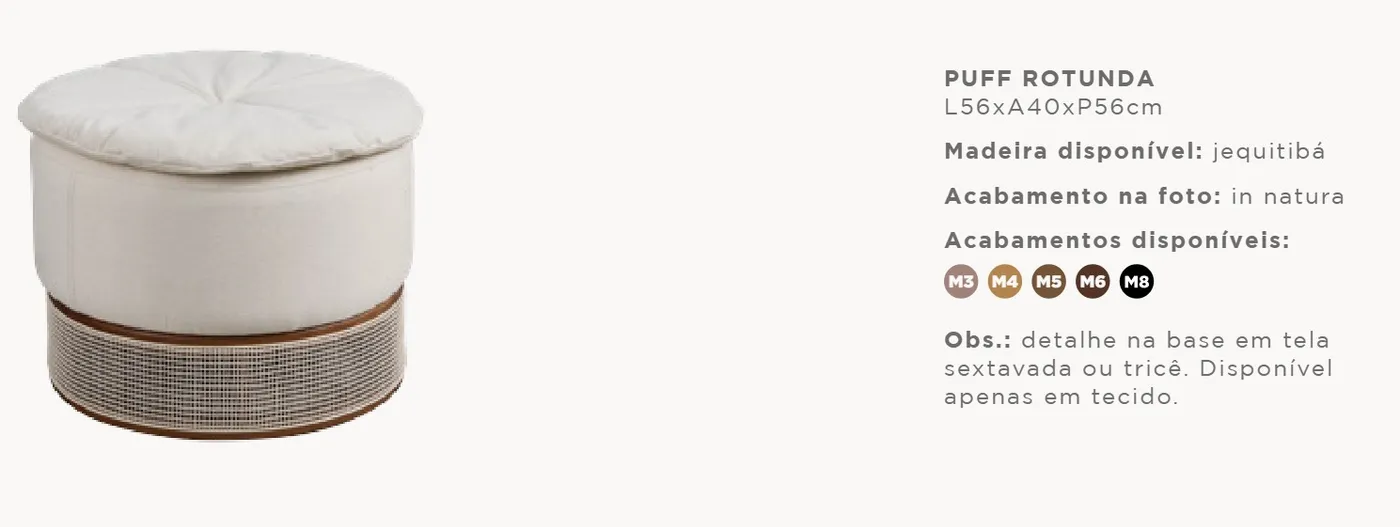 PUFF ROTUNDA
L56xA40xP56cm
Madeira disponível: jequitibá
Acabamento na foto: in natura
Acabamentos disponíveis:
M3 M4 M5 M6 M8
Obs.: detalhe na base em tela
sextavada ou tricê. Disponível
apenas em tecido.